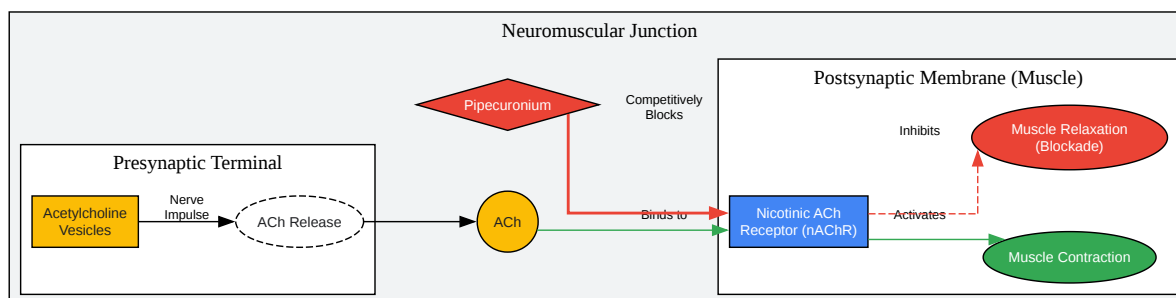 Neuromuscular Junction
Postsynaptic Membrane (Muscle)
Pipecuronium
Competitively
Blocks
Inhibits
Muscle Relaxation
(Blockade)
Presynaptic Terminal
Acetylcholine
Vesicles
Nerve
Impulse
ACh Release
ACh
Binds to
Nicotinic ACh
Receptor (nAChR)
Activates
Muscle Contraction